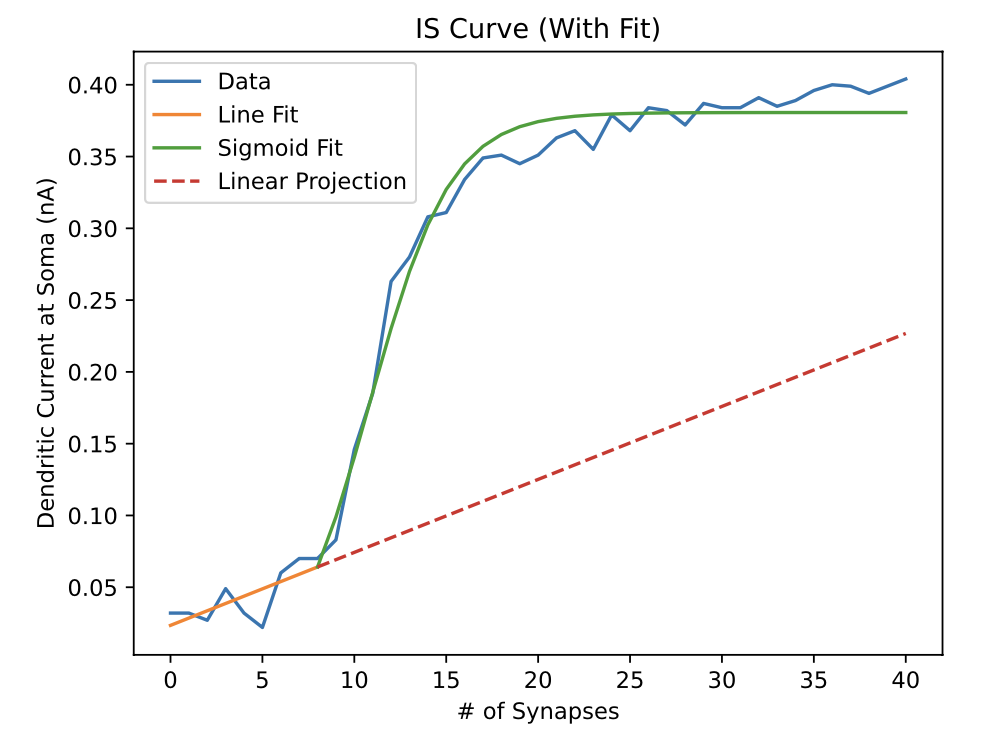 IS Curve (With Fit)
Data
Line Fit
Sigmoid Fit
Linear Projection
Dendritic Current at Soma (nA)
0.40
0.35
0.30
0.25
0.20
0.15
0.10
0.05
0 5 10 15 20 25 30 35 40
# of Synapses